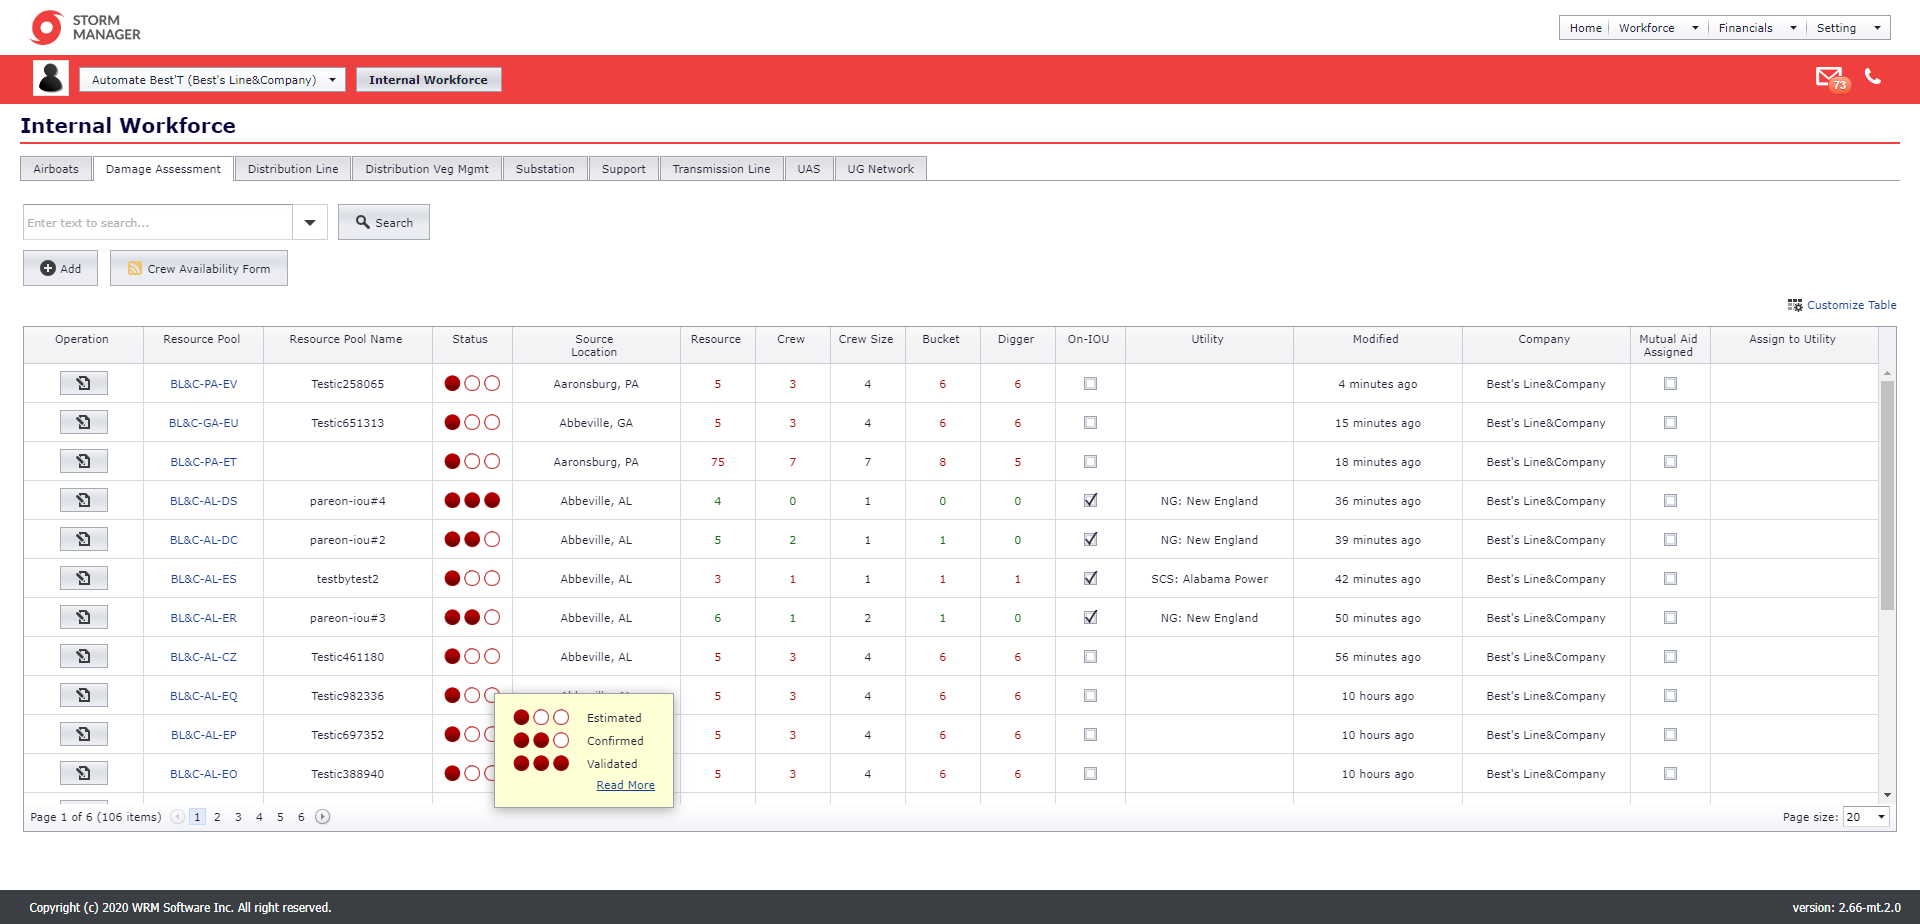 STORM
MANAGER
Home Workforce Financials Setting
Automate Best'T (Best's Line&Company) Internal Workforce 73
Internal Workforce
Airboats Damage Assessment Distribution Line Distribution Veg Mgmt Substation Support Transmission Line UAS UG Network
Enter text to search... Search
Add Crew Availability Form
Customize Table
Operation Resource Pool Resource Pool Name Status Source Location Resource Crew Crew Size Bucket Digger On-IOU Utility Modified Company Mutual Aid Assigned Assign to Utility
BL&C-PA-EV Testic258065 Aaronsburg, PA 5 3 4 6 6 4 minutes ago Best's Line&Company
BL&C-GA-EU Testic651313 Abbeville, GA 5 3 4 6 6 15 minutes ago Best's Line&Company
BL&C-PA-ET Aaronsburg, PA 75 7 7 8 5 18 minutes ago Best's Line&Company
BL&C-AL-DS pareon-iou#4 Abbeville, AL 4 0 1 0 0 NG: New England 36 minutes ago Best's Line&Company
BL&C-AL-DC pareon-iou#2 Abbeville, AL 5 2 1 1 0 NG: New England 39 minutes ago Best's Line&Company
BL&C-AL-ES testbytest2 Abbeville, AL 3 1 1 1 1 SCS: Alabama Power 42 minutes ago Best's Line&Company
BL&C-AL-ER pareon-iou#3 Abbeville, AL 6 1 2 1 0 NG: New England 50 minutes ago Best's Line&Company
BL&C-AL-CZ Testic461180 Abbeville, AL 5 3 4 6 6 56 minutes ago Best's Line&Company
BL&C-AL-EQ Testic982336 5 3 4 6 6 10 hours ago Best's Line&Company
BL&C-AL-EP Testic697352 5 3 4 6 6 10 hours ago Best's Line&Company
BL&C-AL-EO Testic388940 5 3 4 6 6 10 hours ago Best's Line&Company
Estimated
Confirmed
Validated
Read More
Page 1 of 6 (106 items) 1 2 3 4 5 6 Page size: 20
Copyright (c) 2020 WRM Software Inc. All right reserved. version: 2.66-mt.2.0